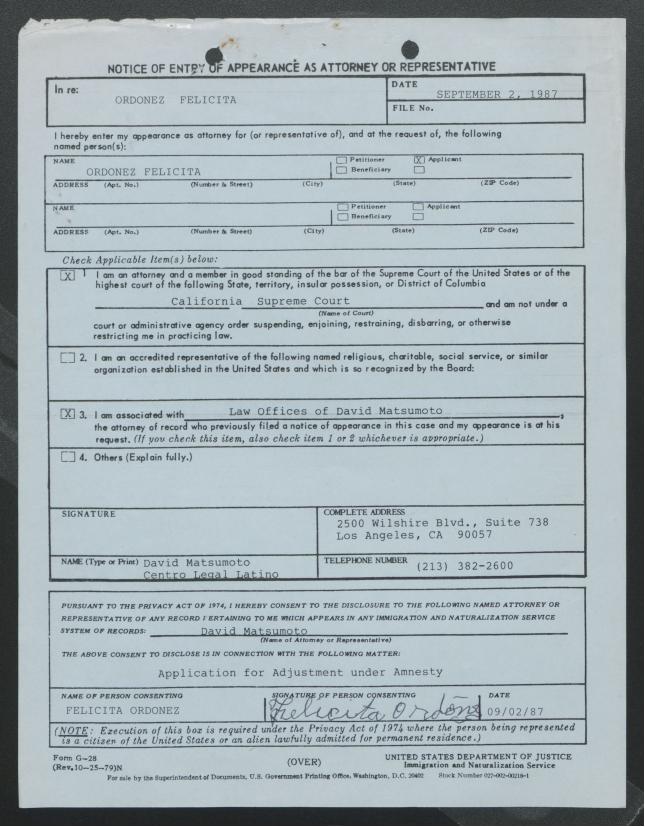 NOTICE OF ENTRY OF APPEARANCE AS ATTORNEY OR REPRESENTATIVE
In re:
ORDONEZ FELICITA
DATE
SEPTEMBER 2, 1987
FILE No.
I hereby enter my appearance as attorney for (or representative of), and at the request of, the following
named person(s):
NAME
ORDONEZ FELICITA
Petitioner X Applicant
Beneficiary
ADDRESS (Apt. No.) (Number & Street) (City) (State) (ZIP Code)
NAME
Petitioner Applicant
Beneficiary
ADDRESS (Apt. No.) (Number & Street) (City) (State) (ZIP Code)
Check Applicable Item(s) below:
X 1 I am an attorney and a member in good standing of the bar of the Supreme Court of the United States or of the
highest court of the following State, territory, insular possession, or District of Columbia
California Supreme Court and am not under a
(Name of Court)
court or administrative agency order suspending, enjoining, restraining, disbarring, or otherwise
restricting me in practicing law.
2. I am an accredited representative of the following named religious, charitable, social service, or similar
organization established in the United States and which is so recognized by the Board:
X 3. I am associated with Law Offices of David Matsumoto,
the attorney of record who previously filed a notice of appearance in this case and my appearance is at his
request. (If you check this item, also check item 1 or 2 whichever is appropriate.)
4. Others (Explain fully.)
SIGNATURE
COMPLETE ADDRESS
2500 Wilshire Blvd., Suite 738
Los Angeles, CA 90057
NAME (Type or Print) David Matsumoto
Centro Legal Latino
TELEPHONE NUMBER (213) 382-2600
PURSUANT TO THE PRIVACY ACT OF 1974, I HEREBY CONSENT TO THE DISCLOSURE TO THE FOLLOWING NAMED ATTORNEY OR
REPRESENTATIVE OF ANY RECORD PERTAINING TO ME WHICH APPEARS IN ANY IMMIGRATION AND NATURALIZATION SERVICE
SYSTEM OF RECORDS: David Matsumoto
(Name of Attorney or Representative)
THE ABOVE CONSENT TO DISCLOSE IS IN CONNECTION WITH THE FOLLOWING MATTER:
Application for Adjustment under Amnesty
NAME OF PERSON CONSENTING
FELICITA ORDONEZ
SIGNATURE OF PERSON CONSENTING
Felicita Ordoñz
DATE
09/02/87
(NOTE: Execution of this box is required under the Privacy Act of 1974 where the person being represented
is a citizen of the United States or an alien lawfully admitted for permanent residence.)
Form G-28
(Rev. 10-25-79)N
(OVER)
UNITED STATES DEPARTMENT OF JUSTICE
Immigration and Naturalization Service
For sale by the Superintendent of Documents, U.S. Government Printing Office, Washington, D.C. 20402 Stock Number 027-002-00218-1